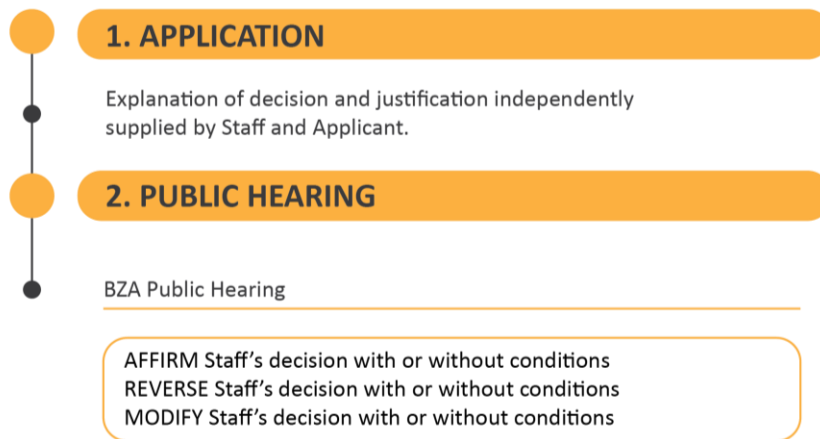 1. APPLICATION
Explanation of decision and justification independently
supplied by Staff and Applicant.
2. PUBLIC HEARING
BZA Public Hearing
AFFIRM Staff’s decision with or without conditions
REVERSE Staff’s decision with or without conditions
MODIFY Staff’s decision with or without conditions